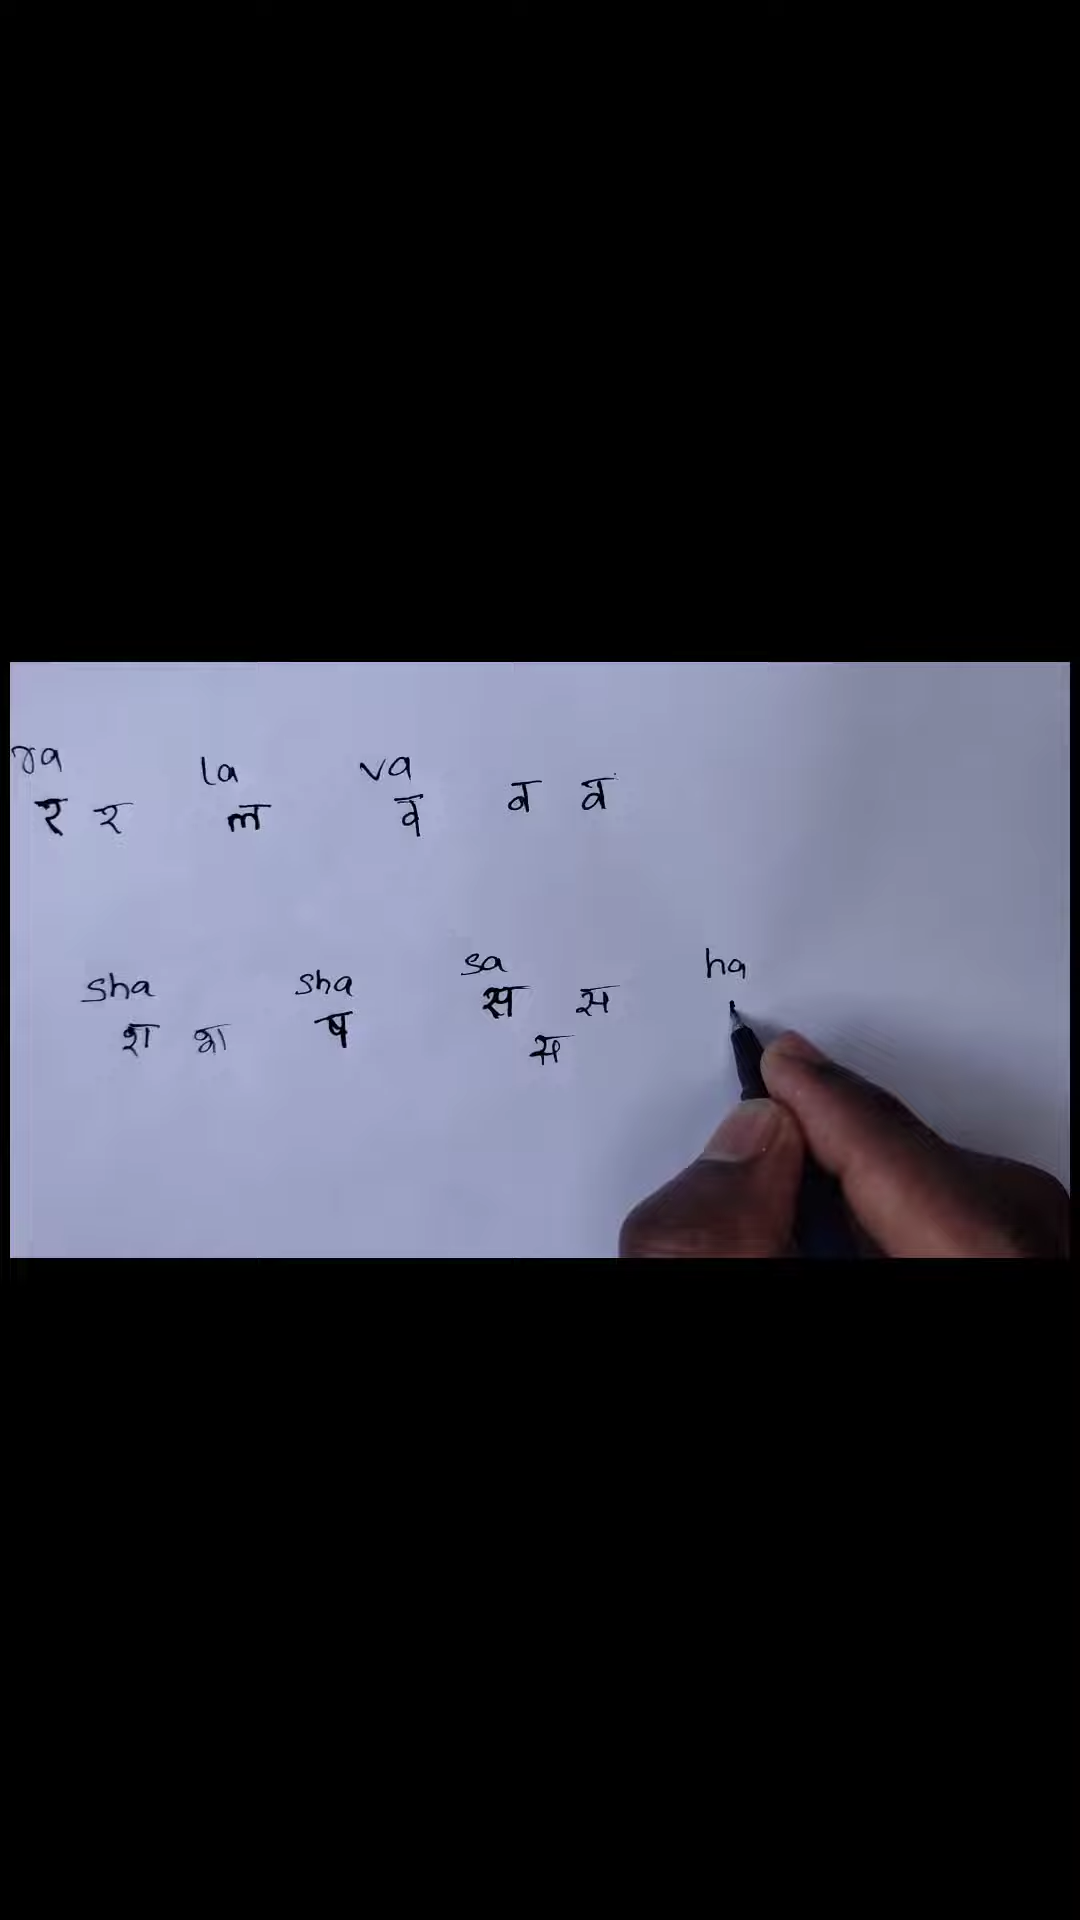 ra la va
र र ल व व व
sha sha sa ha
श श ष स स
स